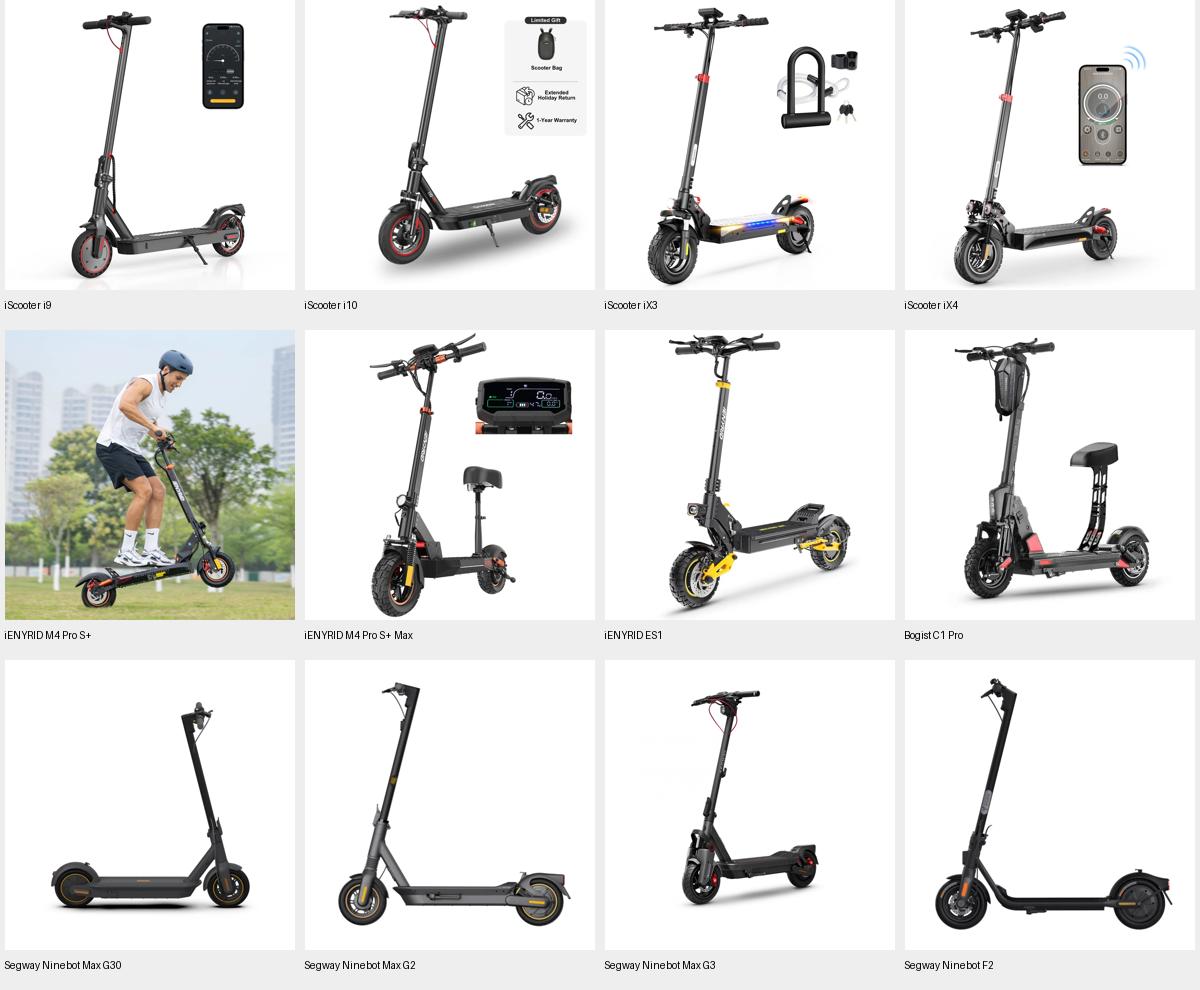 Limited Gift
Scooter Bag
Extended
Holiday Return
1-Year Warranty
0.0
iScooter i9
iScooter i10
iScooter iX3
iScooter iX4
iENYRID M4 Pro S+
iENYRID M4 Pro S+ Max
iENYRID ES1
Bogist C1 Pro
Segway Ninebot Max G30
Segway Ninebot Max G2
Segway Ninebot Max G3
Segway Ninebot F2